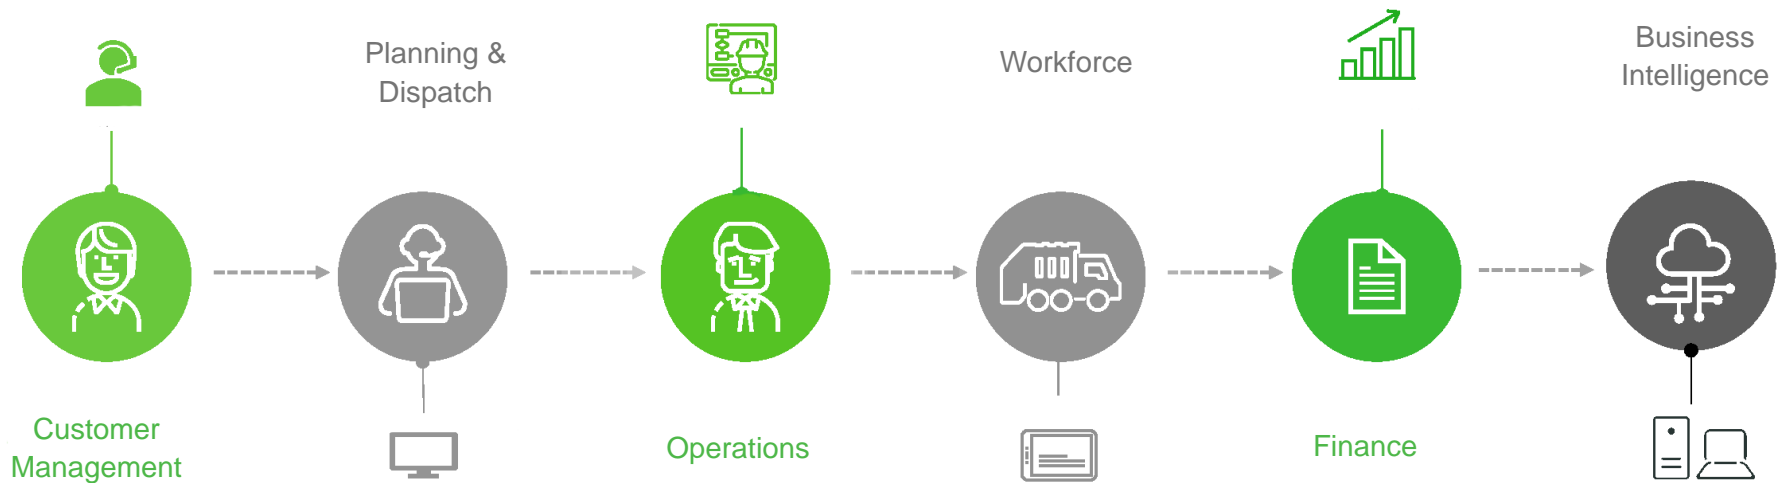 Customer
Management
Planning &
Dispatch
Operations
Workforce
Finance
Business
Intelligence